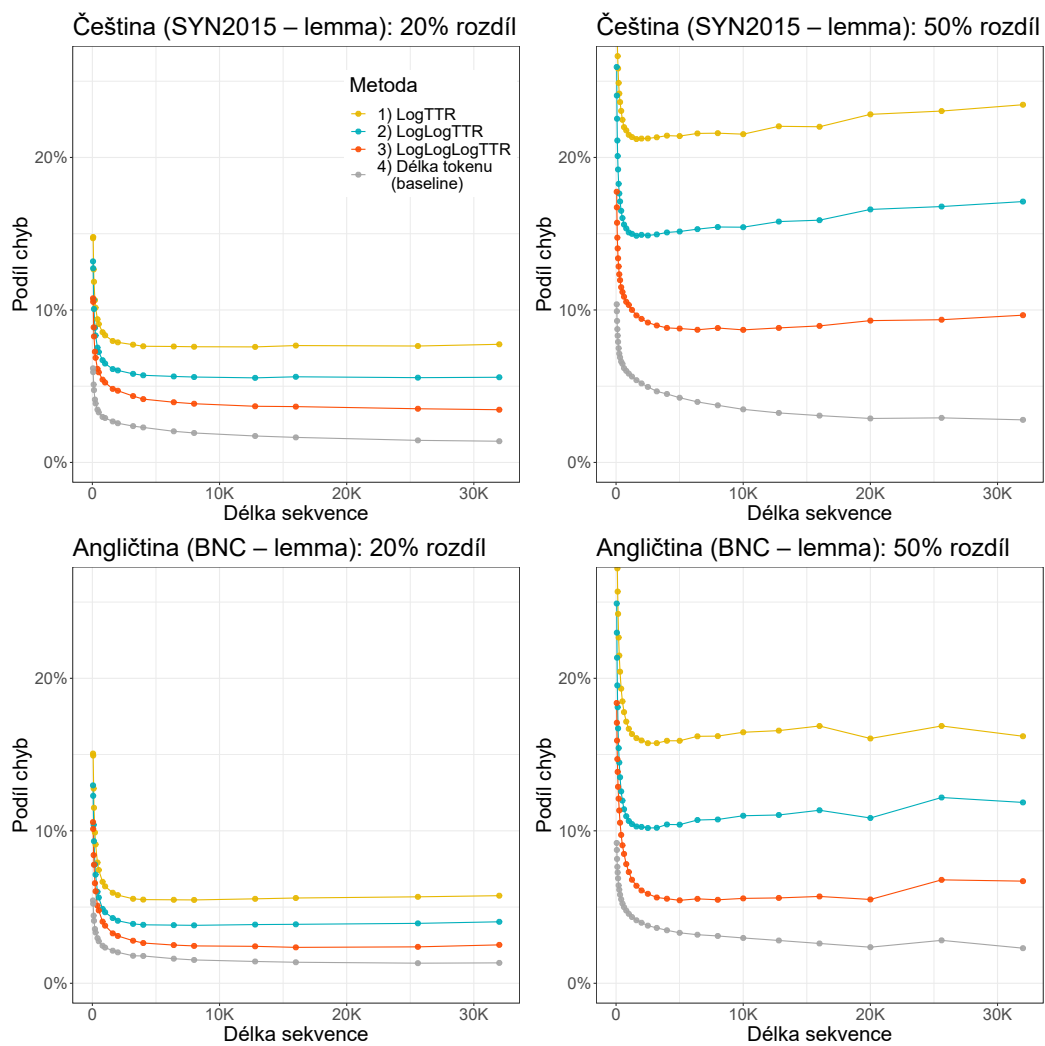 Čeština (SYN2015 – lemma): 20% rozdíl
Podíl chyb
20%
10%
0%
Metoda
1) LogTTR
2) LogLogTTR
3) LogLogLogTTR
4) Délka tokenu
(baseline)
0
10K
20K
30K
Délka sekvence
Čeština (SYN2015 – lemma): 50% rozdíl
Podíl chyb
20%
10%
0%
0
10K
20K
30K
Délka sekvence
Angličtina (BNC – lemma): 20% rozdíl
Podíl chyb
20%
10%
0%
0
10K
20K
30K
Délka sekvence
Angličtina (BNC – lemma): 50% rozdíl
Podíl chyb
20%
10%
0%
0
10K
20K
30K
Délka sekvence